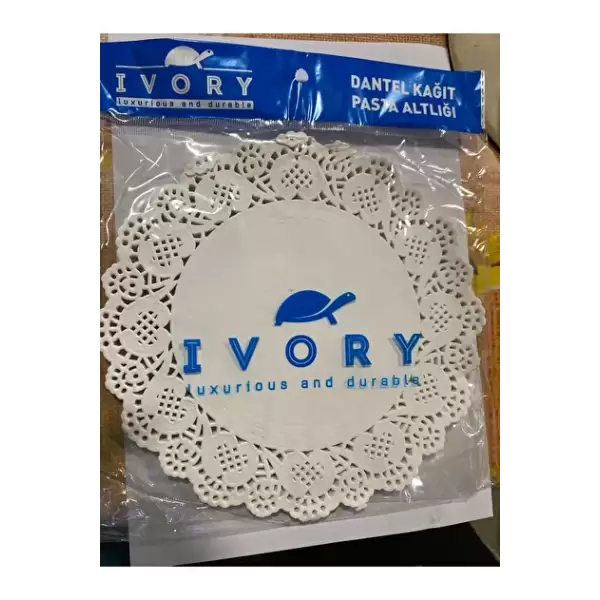 IVORY
luxurious and durable
DANTEL KAĞIT
PASTA ALTLIĞI
IVORY
luxurious and durable